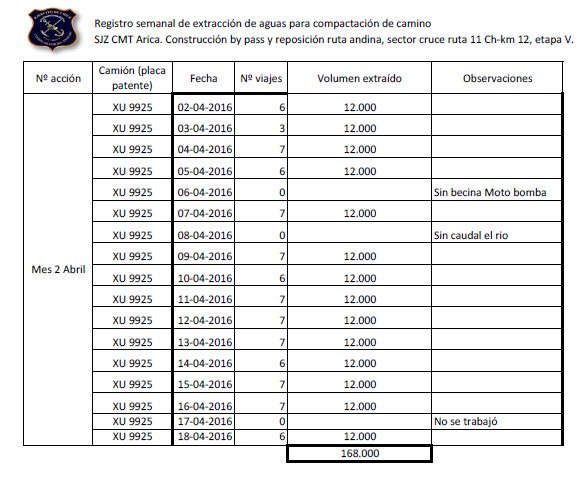 Registro semanal de extracción de aguas para compactación de camino
SJZ CMT Arica. Construcción by pass y reposición ruta andina, sector cruce ruta 11 Ch-km 12, etapa V.
Nº acción Camión (placa patente) Fecha Nº viajes Volumen extraído Observaciones
XU 9925 02-04-2016 6 12.000
XU 9925 03-04-2016 3 12.000
XU 9925 04-04-2016 7 12.000
XU 9925 05-04-2016 6 12.000
XU 9925 06-04-2016 0 Sin becina Moto bomba
XU 9925 07-04-2016 7 12.000
XU 9925 08-04-2016 0 Sin caudal el rio
XU 9925 09-04-2016 7 12.000
Mes 2 Abril
XU 9925 10-04-2016 6 12.000
XU 9925 11-04-2016 7 12.000
XU 9925 12-04-2016 7 12.000
XU 9925 13-04-2016 7 12.000
XU 9925 14-04-2016 6 12.000
XU 9925 15-04-2016 7 12.000
XU 9925 16-04-2016 7 12.000
XU 9925 17-04-2016 0 No se trabajó
XU 9925 18-04-2016 6 12.000
168.000